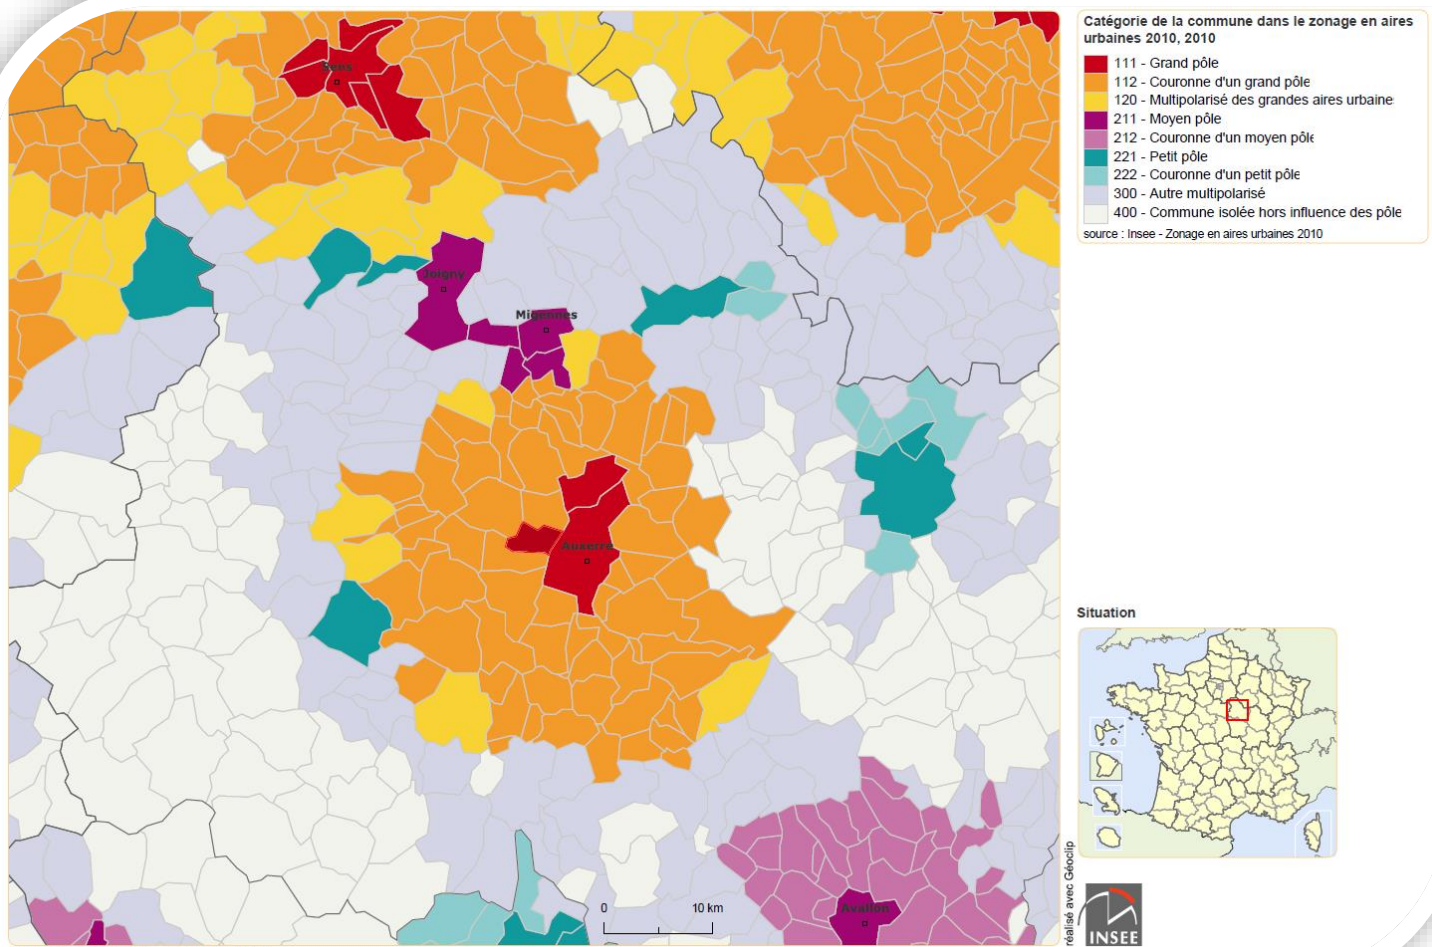 Catégorie de la commune dans le zonage en aires
urbaines 2010, 2010
111 - Grand pôle
112 - Couronne d'un grand pôle
120 - Multipolarisé des grandes aires urbaine
211 - Moyen pôle
212 - Couronne d'un moyen pôle
221 - Petit pôle
222 - Couronne d'un petit pôle
300 - Autre multipolarisé
400 - Commune isolée hors influence des pôle
source : Insee - Zonage en aires urbaines 2010
Sens
Joigny
Migennes
Auxerre
Avallon
0 10 km
Situation
réalisé avec Géoclip
INSEE